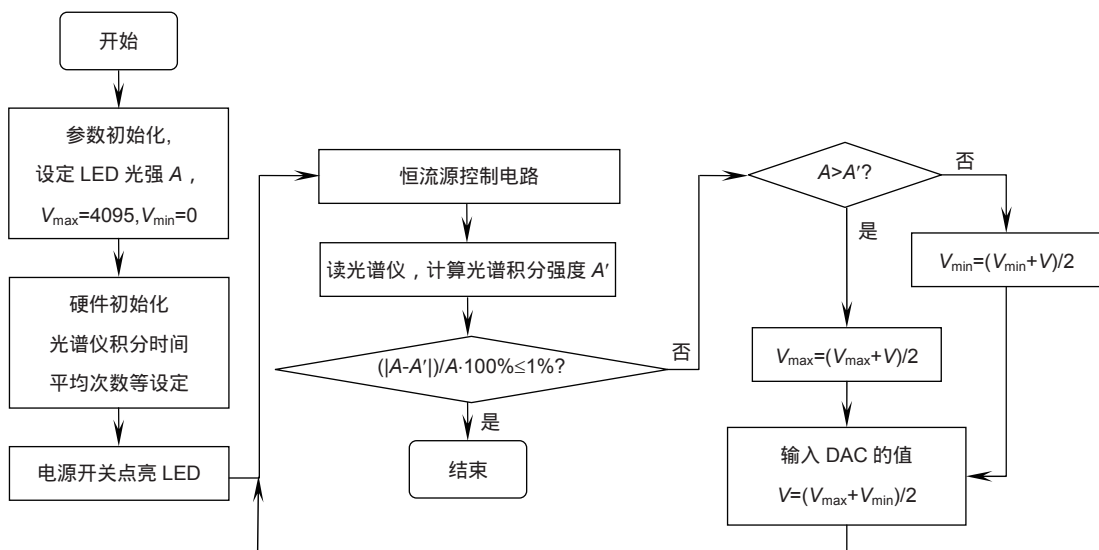 开始
参数初始化,
设定 LED 光强 A，
Vmax=4095,Vmin=0
硬件初始化
光谱仪积分时间
平均次数等设定
电源开关点亮 LED
恒流源控制电路
读光谱仪，计算光谱积分强度 A′
(|A-A′|)/A·100%≤1%?
是
结束
否
A>A′?
否
是
Vmin=(Vmin+V)/2
Vmax=(Vmax+V)/2
输入 DAC 的值
V=(Vmax+Vmin)/2